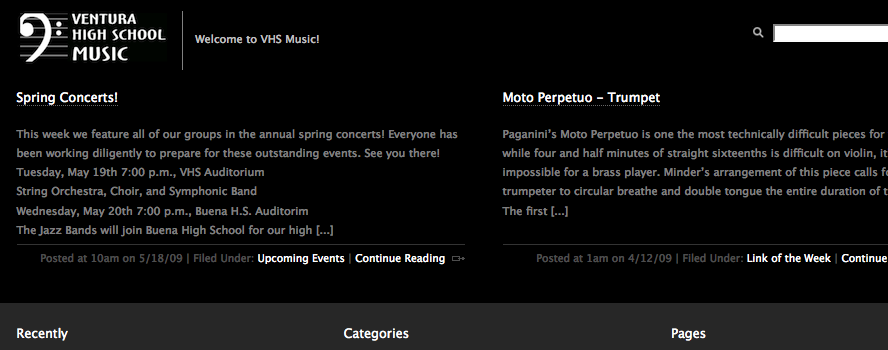 VENTURA
HIGH SCHOOL
MUSIC
Welcome to VHS Music!
Spring Concerts!
This week we feature all of our groups in the annual spring concerts! Everyone has
been working diligently to prepare for these outstanding events. See you there!
Tuesday, May 19th 7:00 p.m., VHS Auditorium
String Orchestra, Choir, and Symphonic Band
Wednesday, May 20th 7:00 p.m., Buena H.S. Auditorim
The Jazz Bands will join Buena High School for our high [...]
Posted at 10am on 5/18/09 | Filed Under: Upcoming Events | Continue Reading
Moto Perpetuo – Trumpet
Paganini's Moto Perpetuo is one the most technically difficult pieces for
while four and half minutes of straight sixteenths is difficult on violin, it
impossible for a brass player. Minder's arrangement of this piece calls
trumpeter to circular breathe and double tongue the entire duration of
The first [...]
Posted at 1am on 4/12/09 | Filed Under: Link of the Week | Continue
Recently
Categories
Pages